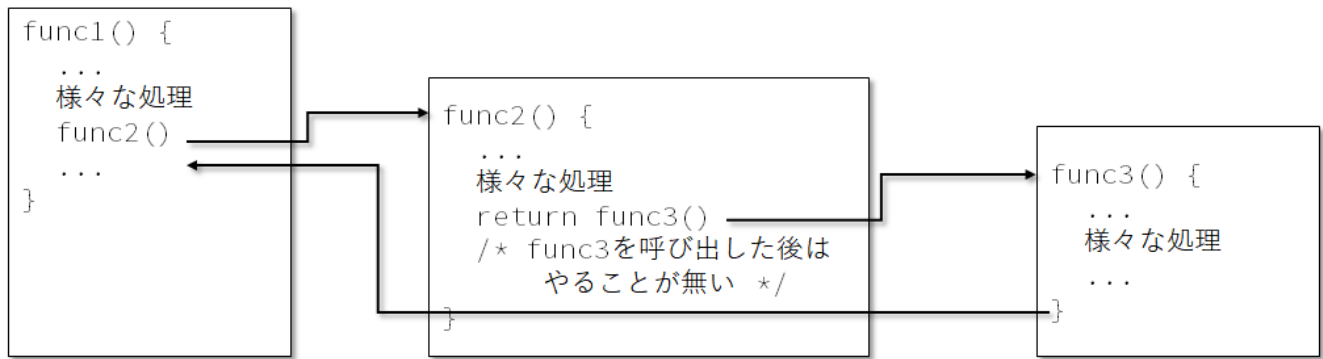 func1() {
...
様々な処理
func2()
...
}
func2() {
...
様々な処理
return func3()
/* func3を呼び出した後は
やることが無い */
}
func3() {
...
様々な処理
...
}